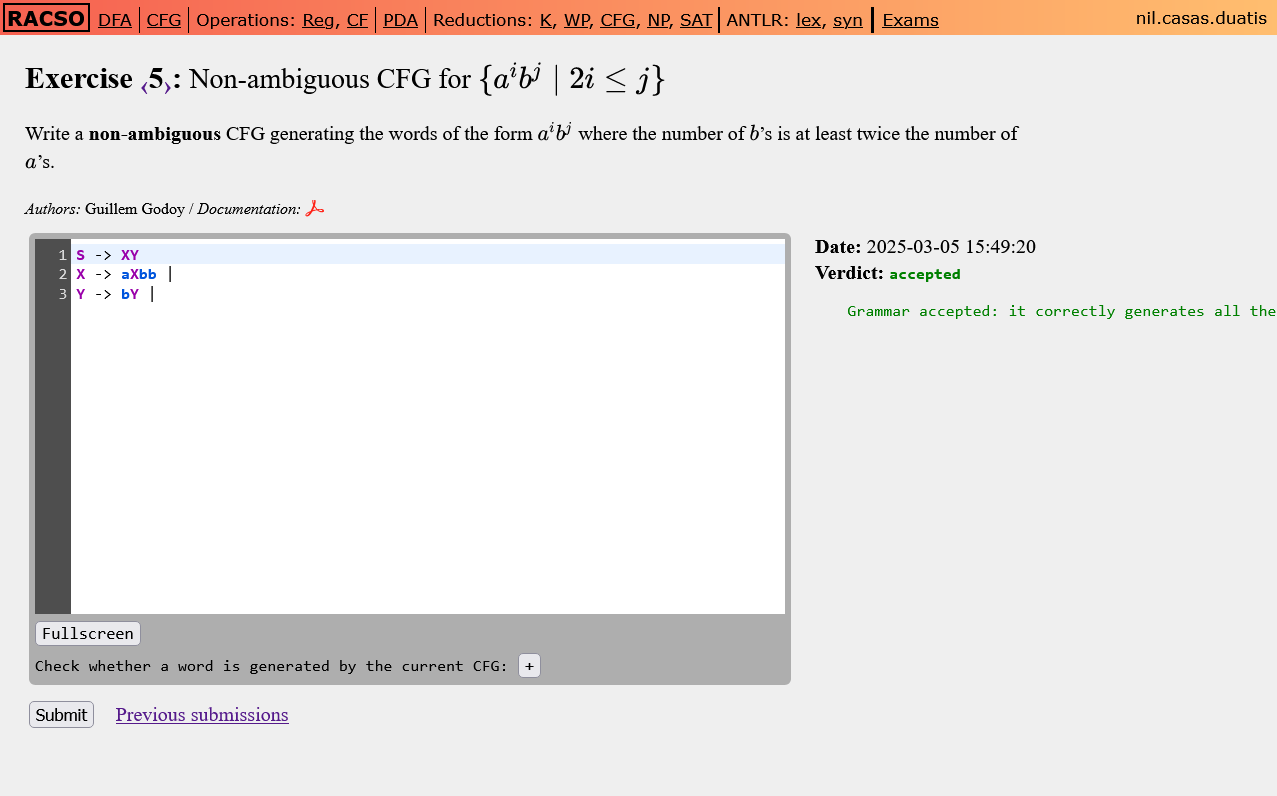 RACSO DFA CFG Operations: Reg, CF PDA Reductions: K, WP, CFG, NP, SAT ANTLR: lex, syn Exams nil.casas.duatis
Exercise ‹5›: Non-ambiguous CFG for {aⁱbʲ | 2i ≤ j}
Write a non-ambiguous CFG generating the words of the form aⁱbʲ where the number of b’s is at least twice the number of
a’s.
Authors: Guillem Godoy / Documentation:
1 S -> XY
2 X -> aXbb |
3 Y -> bY |
Date: 2025-03-05 15:49:20
Verdict: accepted
Grammar accepted: it correctly generates all the
Fullscreen
Check whether a word is generated by the current CFG: +
Submit Previous submissions